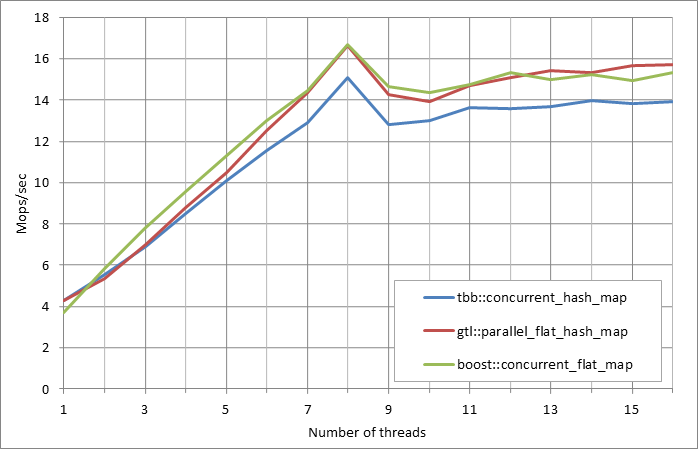 18
16
14
12
10
8
6
4
2
0
Mops/sec
tbb::concurrent_hash_map
gtl::parallel_flat_hash_map
boost::concurrent_flat_map
1 3 5 7 9 11 13 15
Number of threads